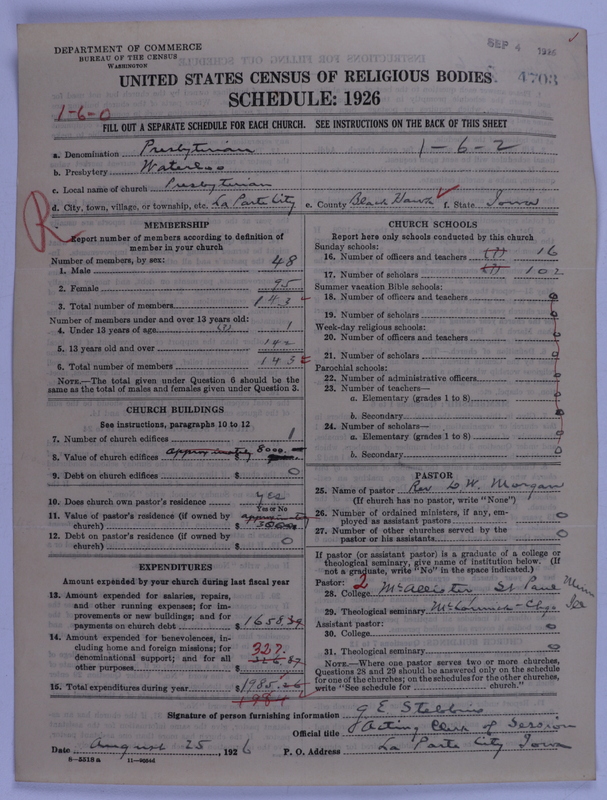 DEPARTMENT OF COMMERCE
BUREAU OF THE CENSUS
WASHINGTON
SEP 4 1926
4703
UNITED STATES CENSUS OF RELIGIOUS BODIES
SCHEDULE: 1926
1-6-0
FILL OUT A SEPARATE SCHEDULE FOR EACH CHURCH. SEE INSTRUCTIONS ON THE BACK OF THIS SHEET
1-6-2
a. Denomination Presbyterian
b. Presbytery Waterloo
c. Local name of church Presbyterian
d. City, town, village, or township, etc. La Porte City e. County Black Hawk f. State Iowa
R
MEMBERSHIP
Report number of members according to definition of
member in your church
Number of members, by sex:
1. Male 48
2. Female 95
3. Total number of members 143
Number of members under and over 13 years old:
4. Under 13 years of age (?) 1
5. 13 years old and over 142
6. Total number of members 143
NOTE.—The total given under Question 6 should be the
same as the total of males and females given under Question 3.
CHURCH BUILDINGS
See instructions, paragraphs 10 to 12
7. Number of church edifices 1
8. Value of church edifices approximately $ 8000.
9. Debt on church edifices $ 0
10. Does church own pastor's residence yes
Yes or No
11. Value of pastor's residence (if owned by
church) $
12. Debt on pastor's residence (if owned by
church) $ 0
EXPENDITURES
Amount expended by your church during last fiscal year
13. Amount expended for salaries, repairs,
and other running expenses; for im-
provements or new buildings; and for
payments on church debt $ 1658.39
14. Amount expended for benevolences, in-
cluding home and foreign missions; for
denominational support; and for all
other purposes $ 327.
326.87
15. Total expenditures during year $ 1985.26
CHURCH SCHOOLS
Report here only schools conducted by this church
Sunday schools:
16. Number of officers and teachers (?) 16
17. Number of scholars (?) 102
Summer vacation Bible schools:
18. Number of officers and teachers 0
19. Number of scholars 0
Week-day religious schools:
20. Number of officers and teachers 0
21. Number of scholars 0
Parochial schools:
22. Number of administrative officers 0
23. Number of teachers—
a. Elementary (grades 1 to 8) 0
b. Secondary 0
24. Number of scholars—
a. Elementary (grades 1 to 8) 0
b. Secondary 0
PASTOR
25. Name of pastor Rev. D. W. Morgan
(If church has no pastor, write "None")
26. Number of ordained ministers, if any, em-
ployed as assistant pastors 0
27. Number of other churches served by the
pastor or his assistants 0
If pastor (or assistant pastor) is a graduate of a college or
theological seminary, give name of institution below. (If
not a graduate, write "No" in the space indicated.)
Pastor: 2
28. College McAllister St Paul Minn
29. Theological seminary McCormick - Chgo
Assistant pastor:
30. College 0
31. Theological seminary 0
NOTE.—Where one pastor serves two or more churches,
Questions 28 and 29 should be answered only on the schedule
for one of the churches; on the schedules for the other churches,
write "See schedule for church."
Signature of person furnishing information G E Stebbins
Official title Acting Clerk of Session
Date August 25, 1926 P. O. Address La Porte City Iowa
8—5518 a